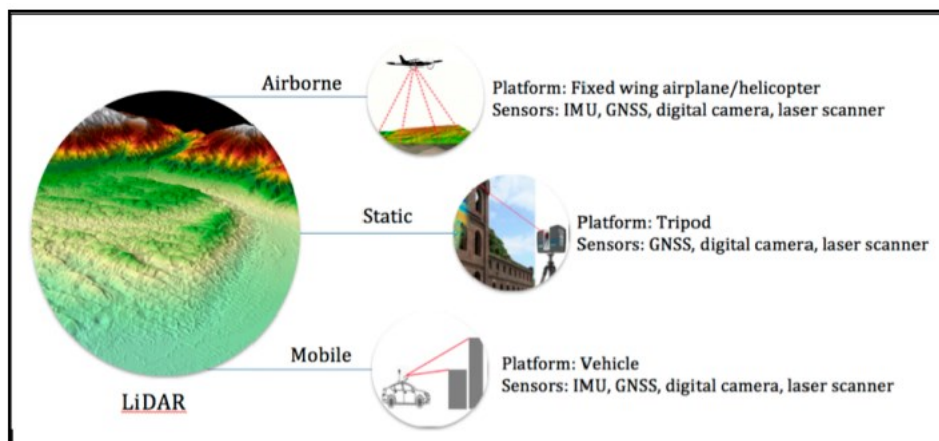 Airborne
Platform: Fixed wing airplane/helicopter
Sensors: IMU, GNSS, digital camera, laser scanner
Static
Platform: Tripod
Sensors: GNSS, digital camera, laser scanner
Mobile
Platform: Vehicle
Sensors: IMU, GNSS, digital camera, laser scanner
LiDAR